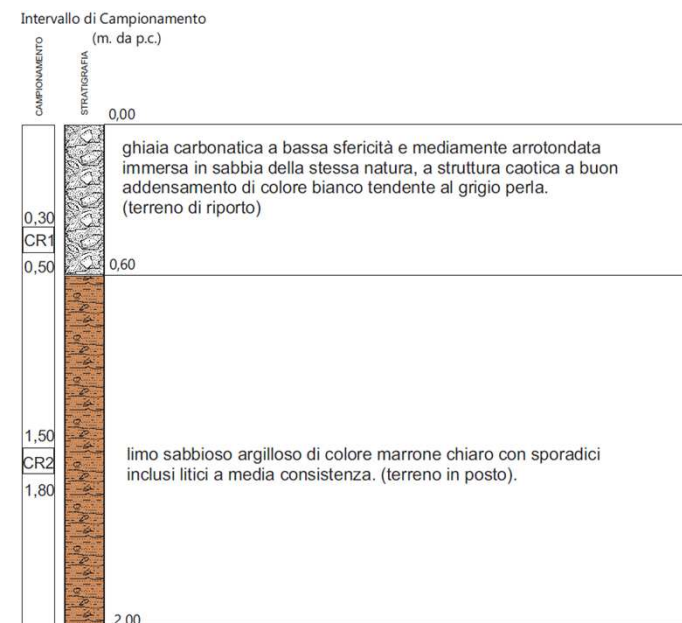 Intervallo di Campionamento
(m. da p.c.)
CAMPIONAMENTO
STRATIGRAFIA
0,00
ghiaia carbonatica a bassa sfericità e mediamente arrotondata
immersa in sabbia della stessa natura, a struttura caotica a buon
addensamento di colore bianco tendente al grigio perla.
(terreno di riporto)
0,30
CR1
0,50
0,60
1,50
CR2
1,80
limo sabbioso argilloso di colore marrone chiaro con sporadici
inclusi litici a media consistenza. (terreno in posto).
2,00